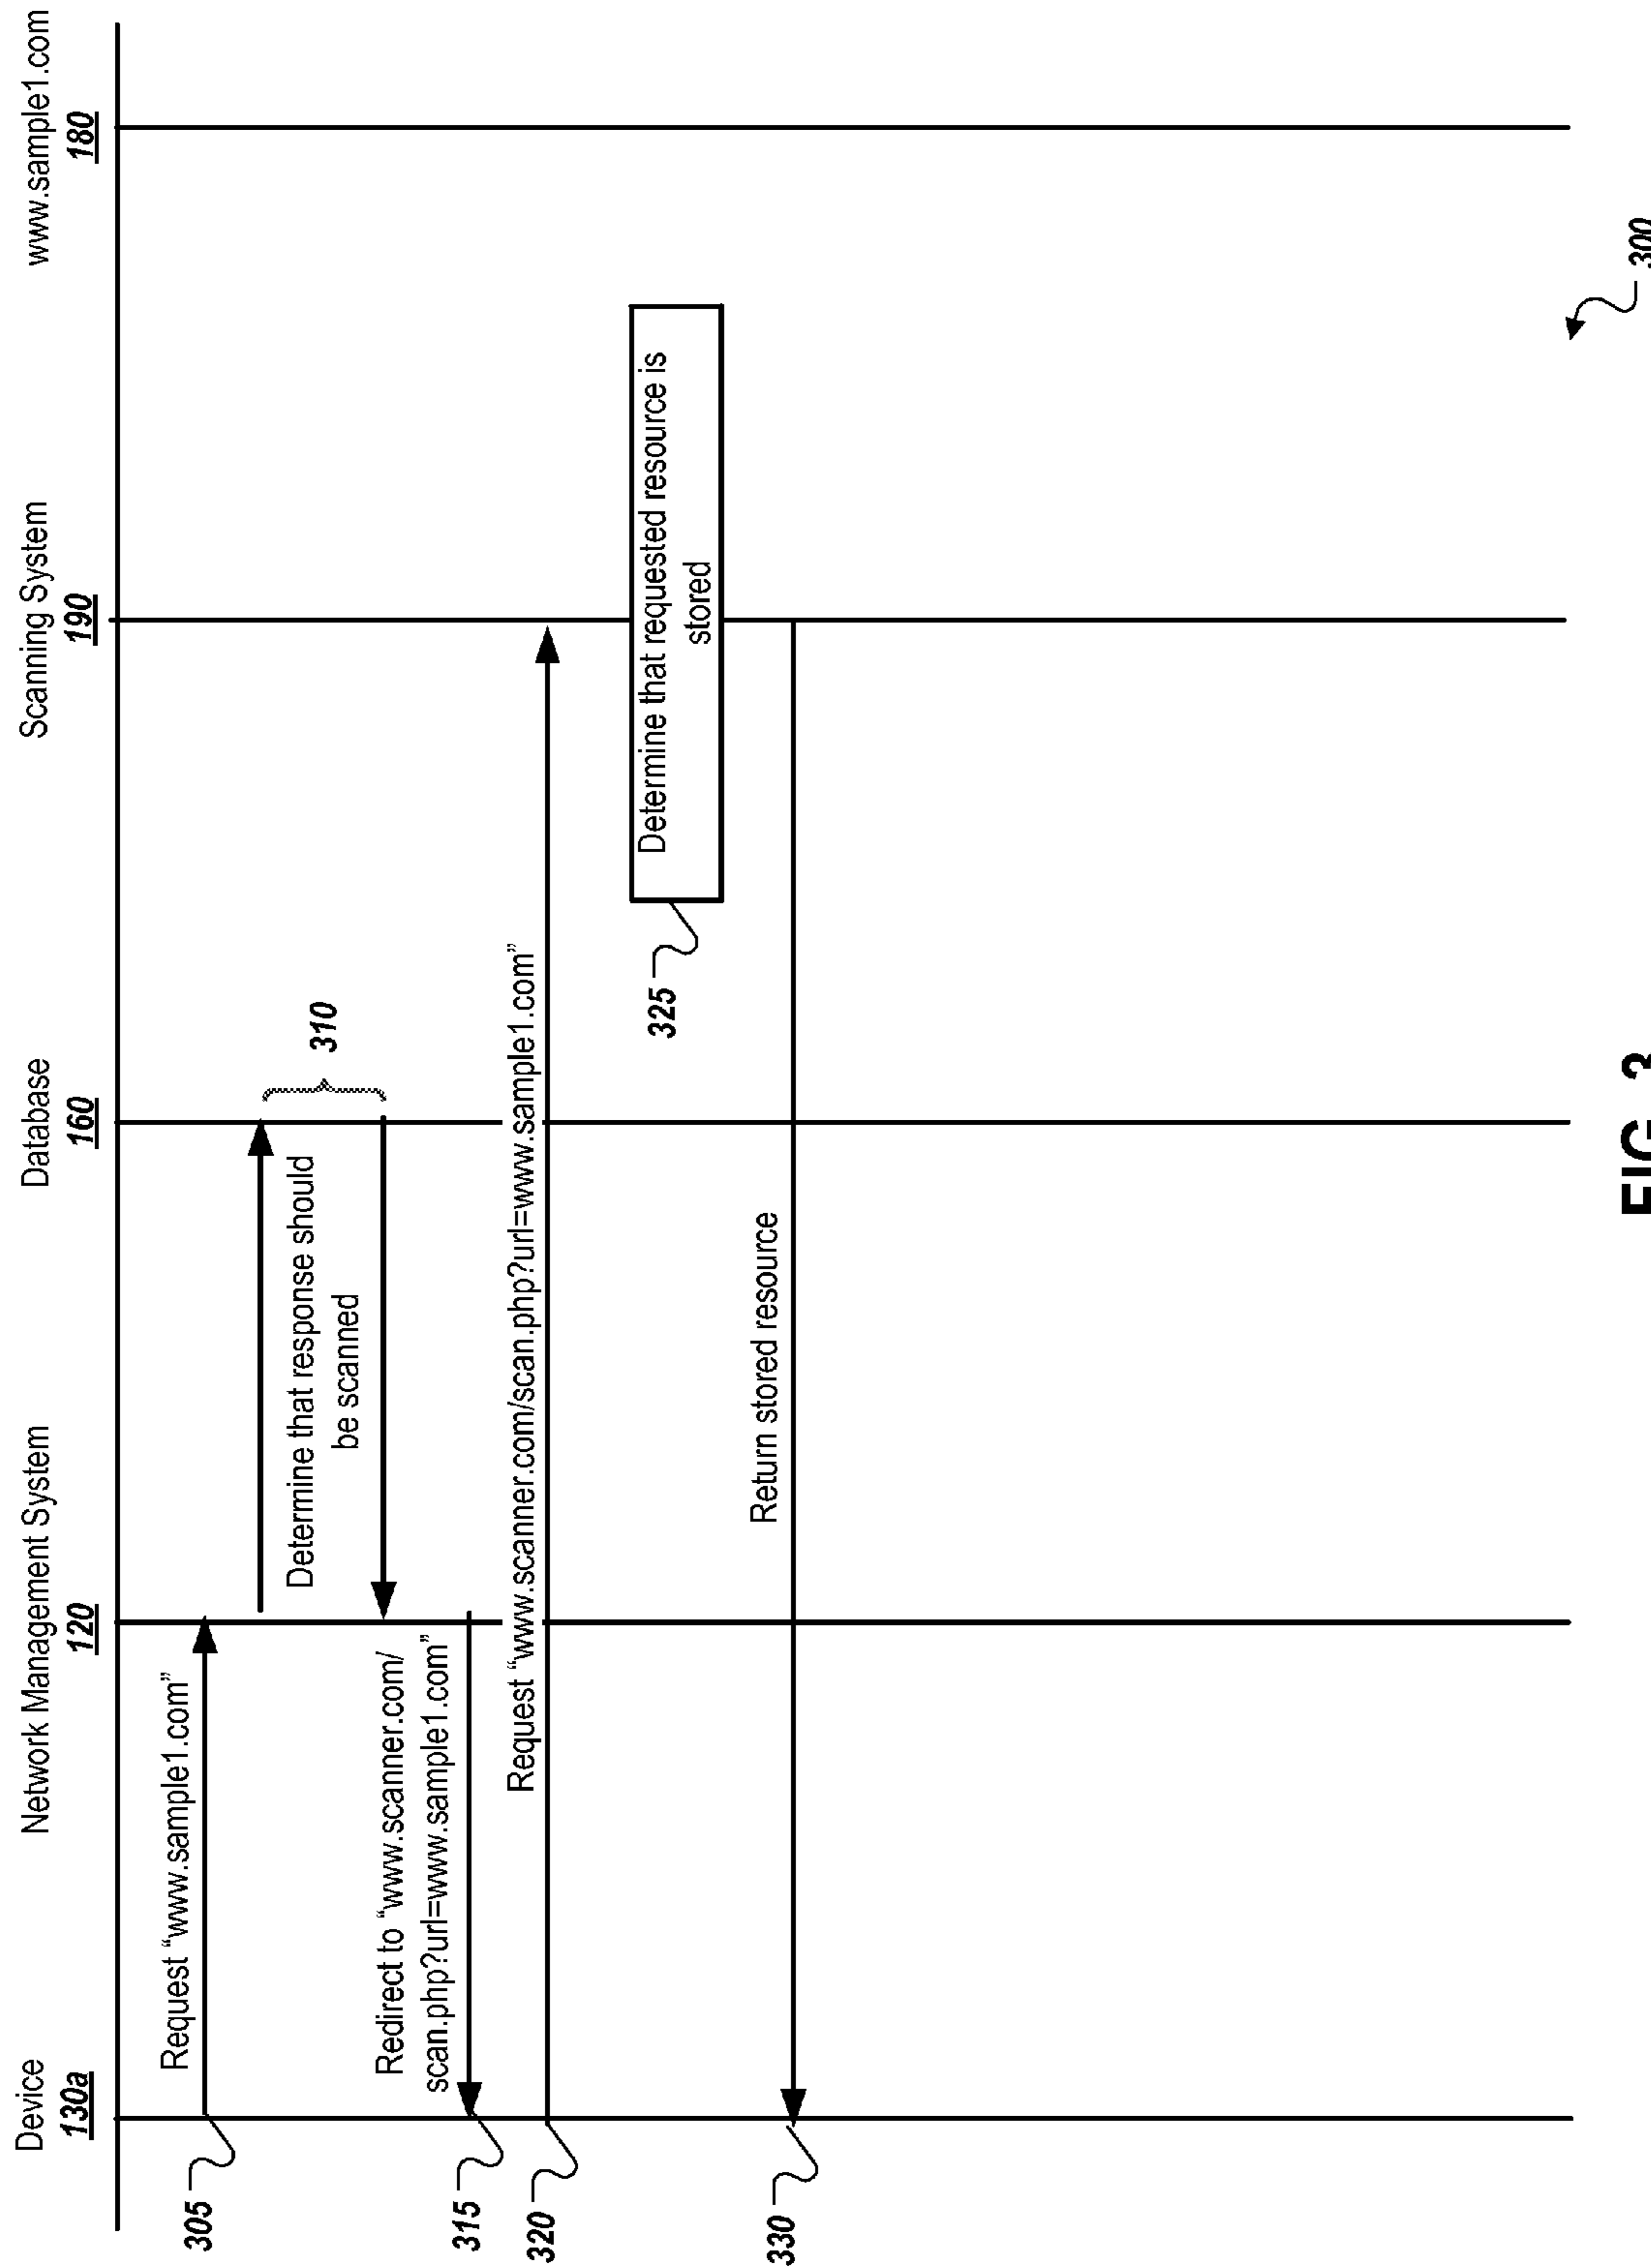 Device
130a
Network Management System
120
Database
160
Scanning System
190
www.sample1.com
180
305
Request “www.sample1.com”
Determine that response should
be scanned
310
315
Redirect to “www.scanner.com/
scan.php?url=www.sample1.com”
320
Request “www.scanner.com/scan.php?url=www.sample1.com”
325
Determine that requested resource is
stored
330
Return stored resource
300
FIG. 3